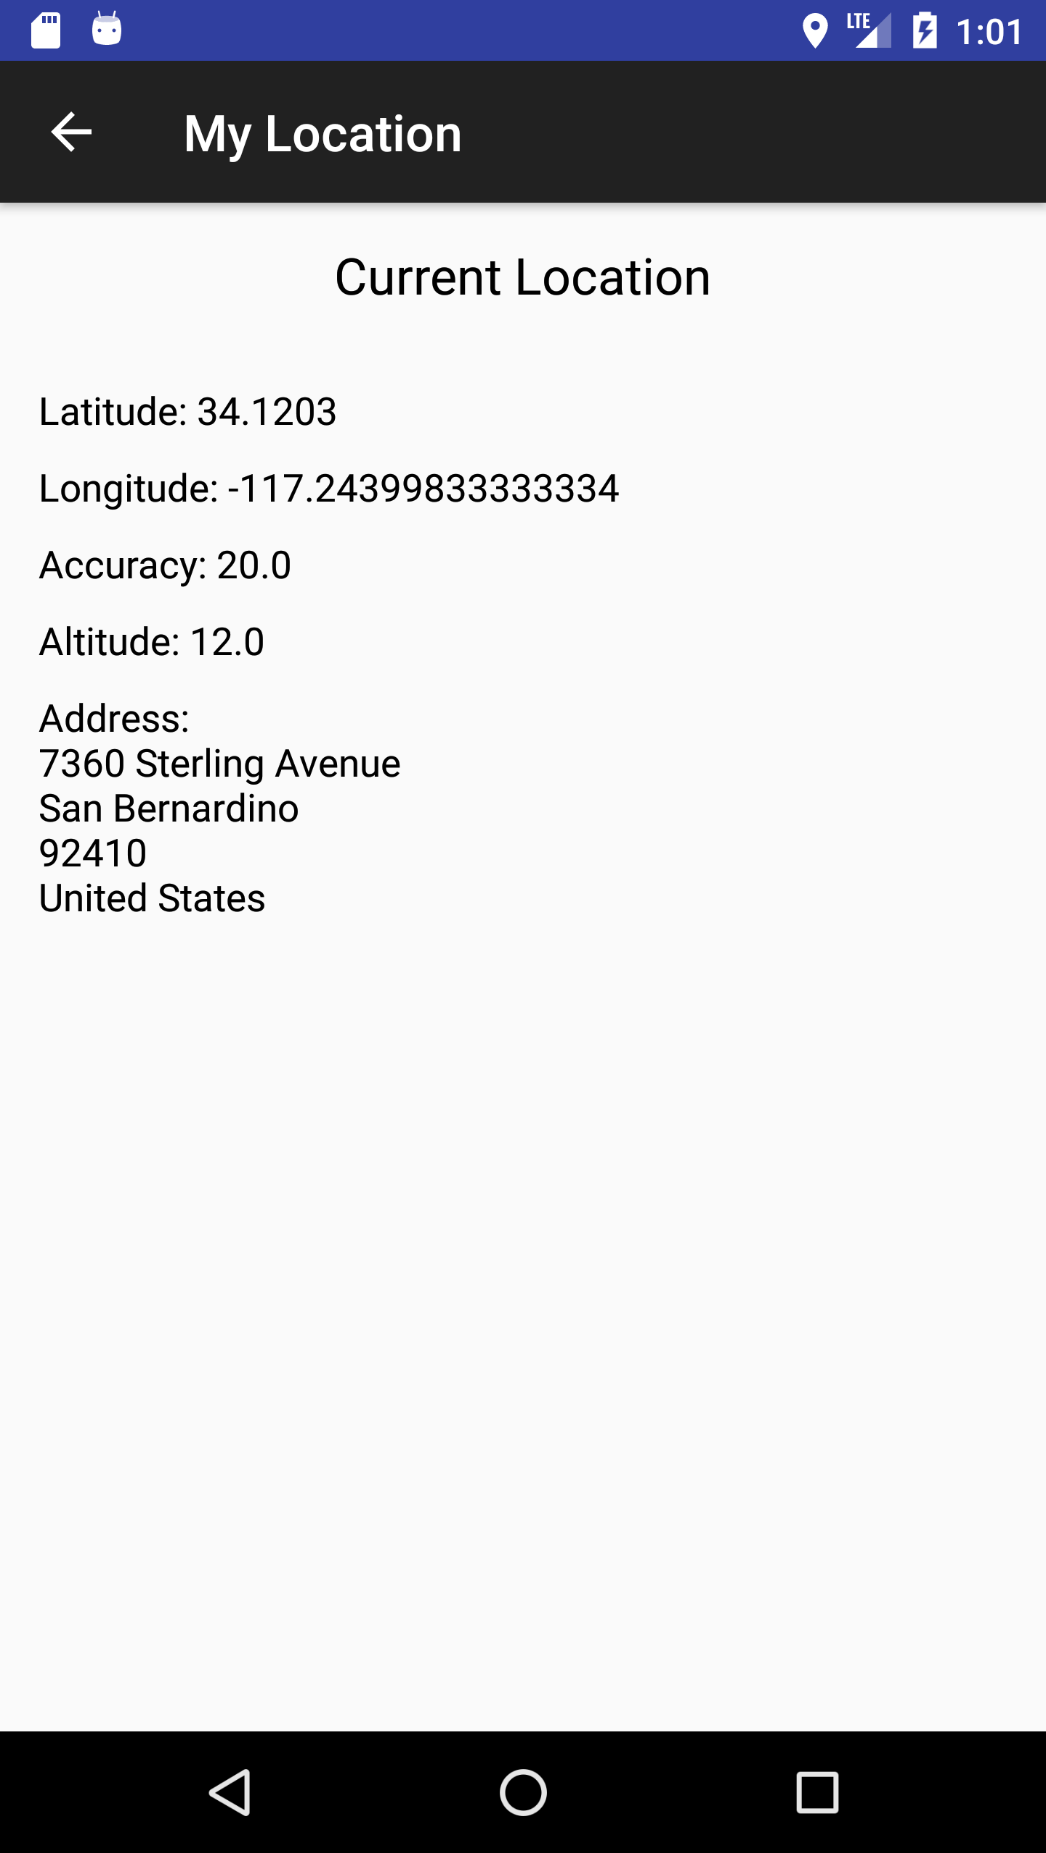 LTE 1:01
My Location
Current Location
Latitude: 34.1203
Longitude: -117.24399833333334
Accuracy: 20.0
Altitude: 12.0
Address:
7360 Sterling Avenue
San Bernardino
92410
United States